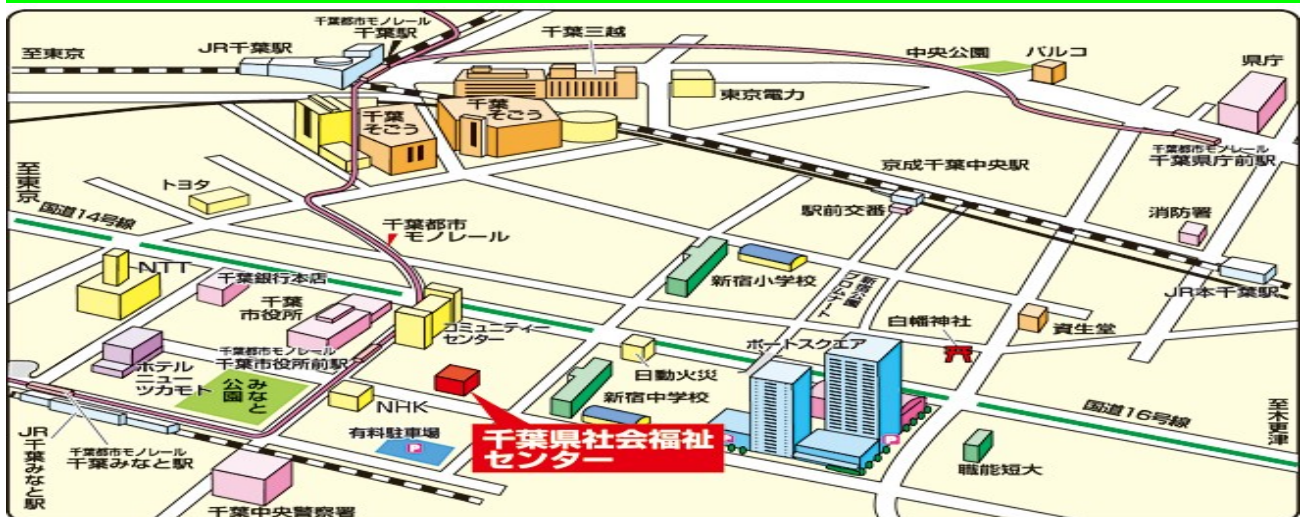 千葉都市モノレール
千葉駅
JR千葉駅
至東京
千葉三越
中央公園
パルコ
県庁
東京電力
千葉
そごう
千葉
そごう
千葉都市モノレール
千葉県庁前駅
京成千葉中央駅
至東京
トヨタ
国道14号線
千葉都市
モノレール
駅前交番
消防署
NTT
千葉銀行本店
新宿小学校
新宿公園
プロムナード
JR本千葉駅
千葉
市役所
コミュニティー
センター
白幡神社
資生堂
ポートスクエア
千葉都市モノレール
千葉市役所前駅
ホテル
ニュー
ツカモト
みなと
公園
日動火災
新宿中学校
NHK
国道16号線
至木更津
JR千葉みなと駅
千葉都市モノレール
千葉みなと駅
有料駐車場
P
千葉県社会福祉
センター
P
P
職能短大
千葉中央警察署